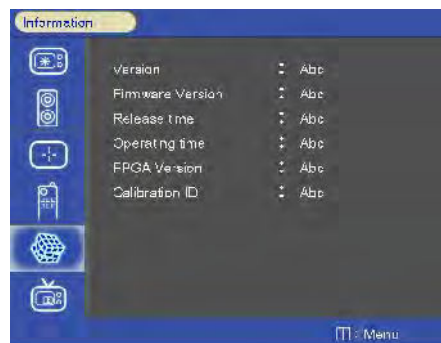 Information
Version : Abc
Firmware Version : Abc
Release time : Abc
Operating time : Abc
FPGA Version : Abc
Calibration ID : Abc
: Menu